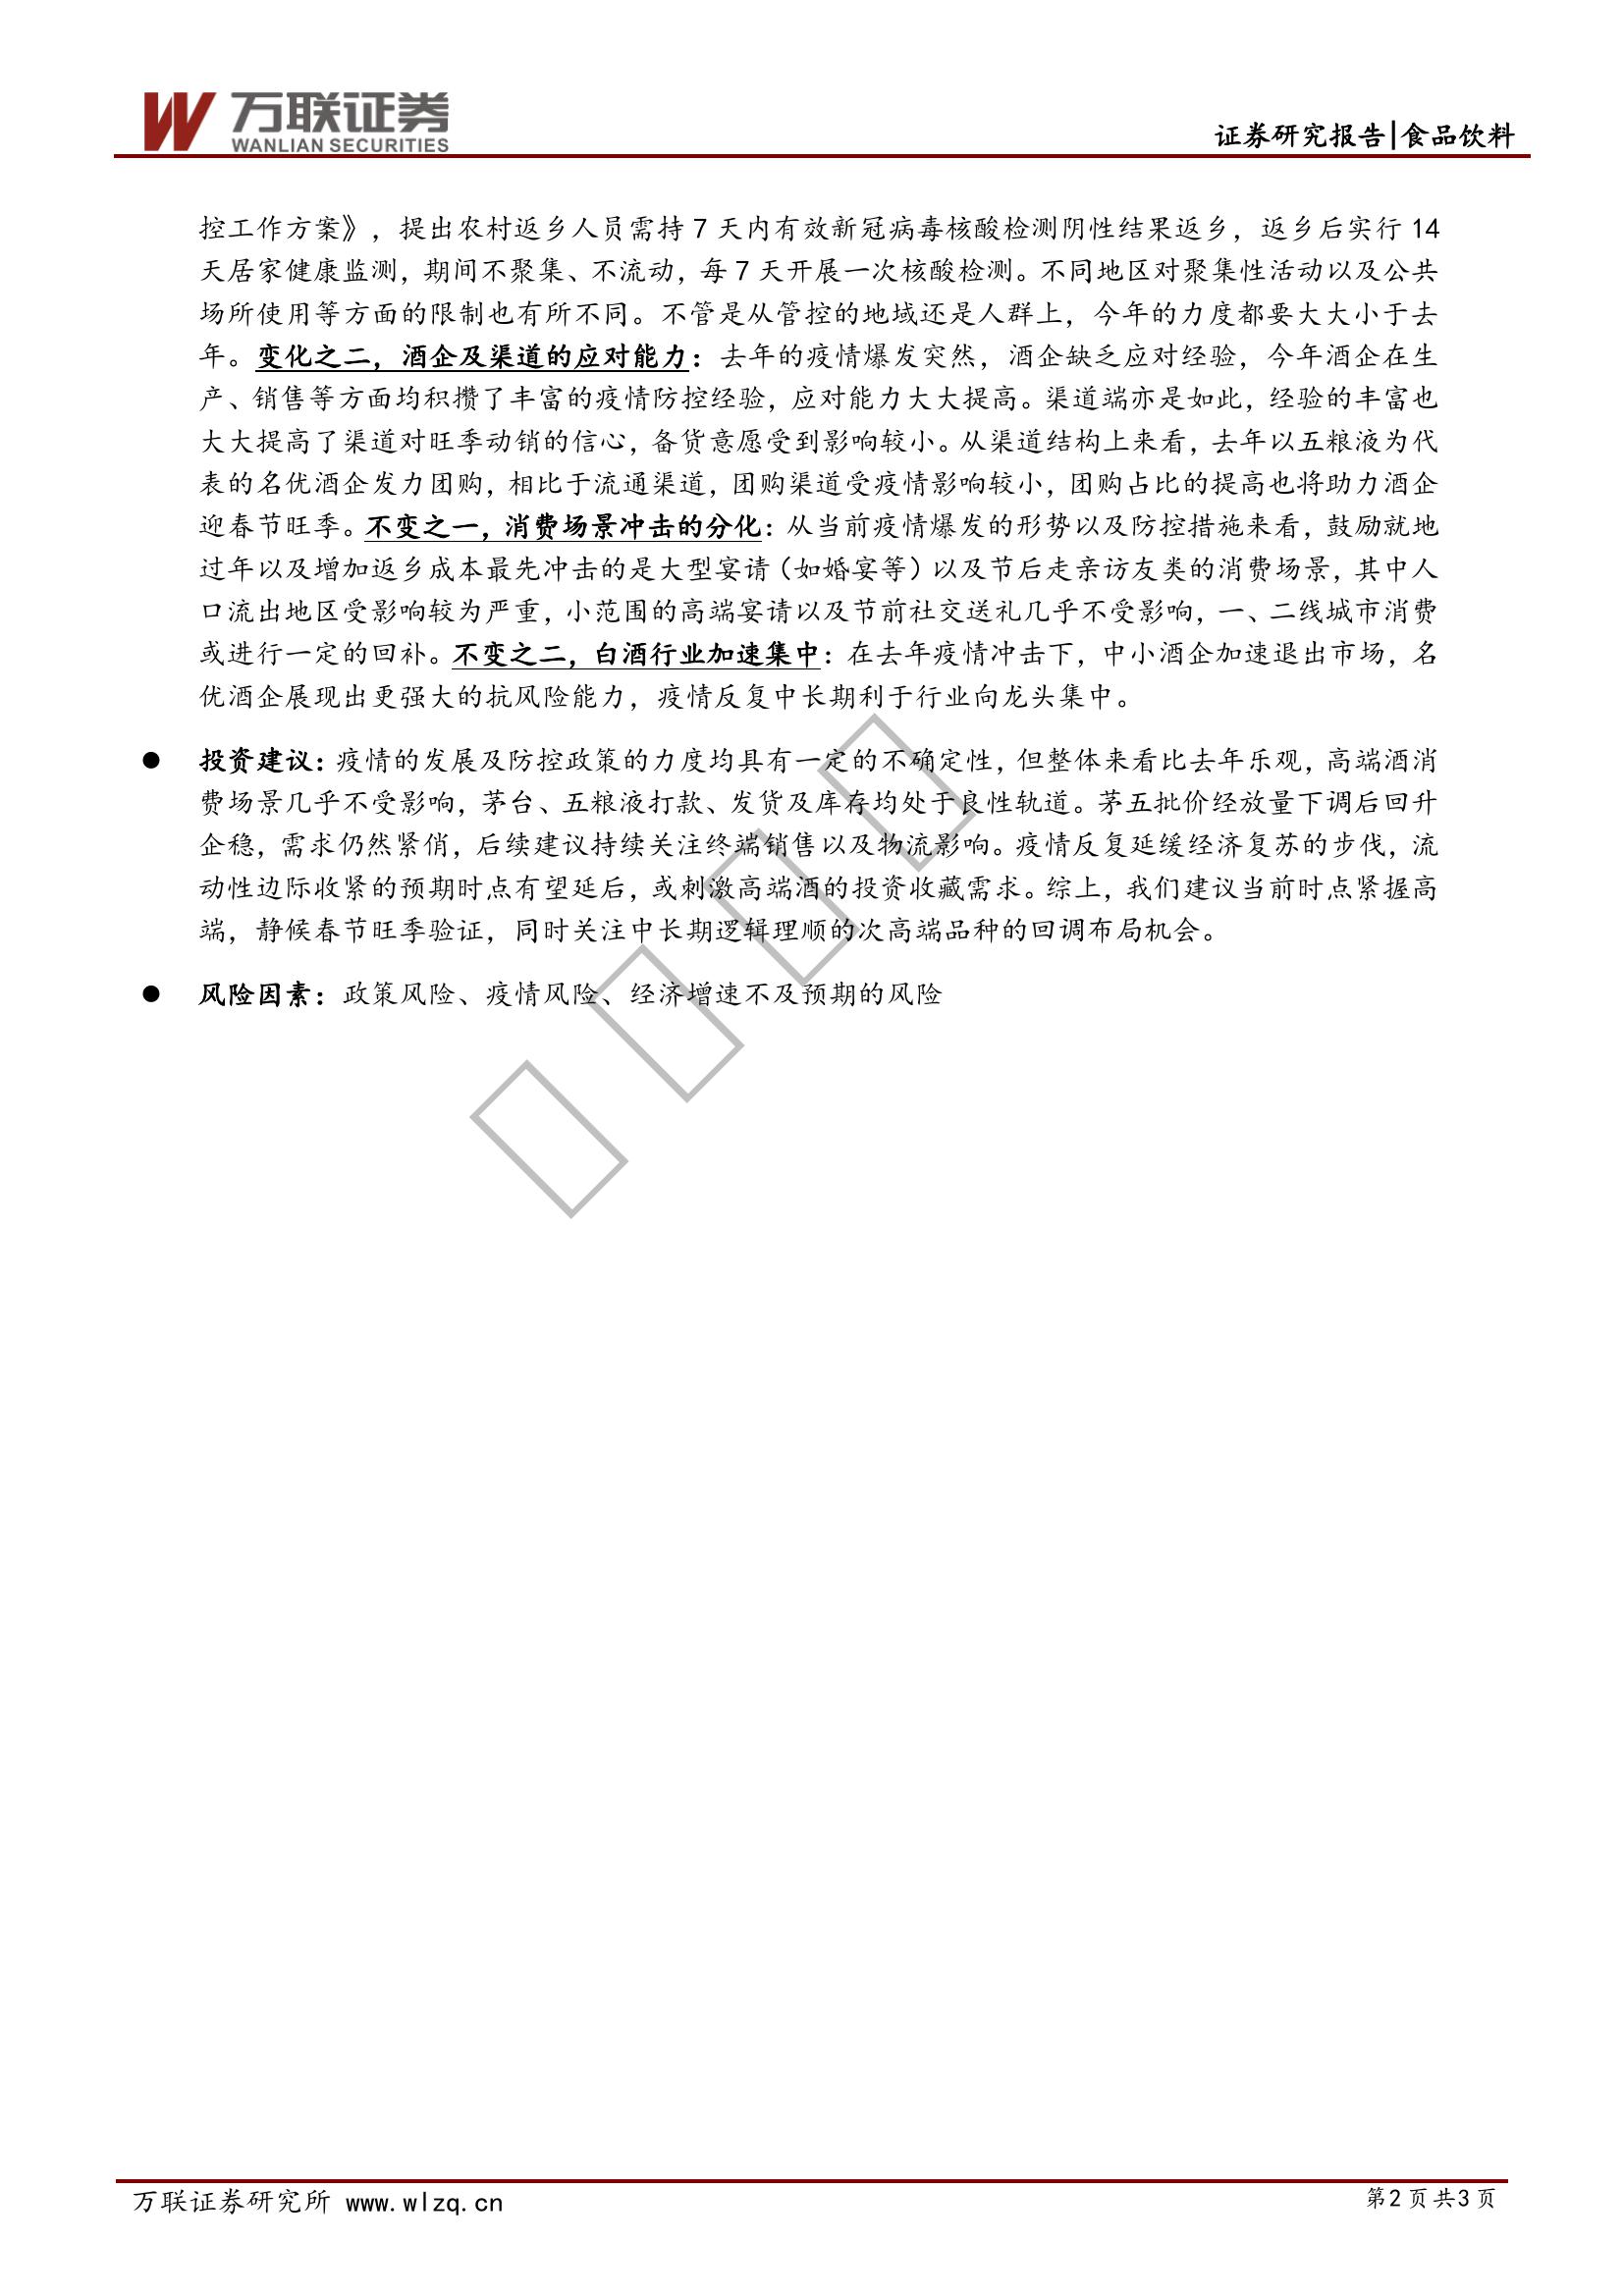 万联证券
WANLIAN SECURITIES
证券研究报告|食品饮料
控工作方案》，提出农村返乡人员需持 7 天内有效新冠病毒核酸检测阴性结果返乡，返乡后实行 14
天居家健康监测，期间不聚集、不流动，每 7 天开展一次核酸检测。不同地区对聚集性活动以及公共
场所使用等方面的限制也有所不同。不管是从管控的地域还是人群上，今年的力度都要大大小于去
年。变化之二，酒企及渠道的应对能力：去年的疫情爆发突然，酒企缺乏应对经验，今年酒企在生
产、销售等方面均积攒了丰富的疫情防控经验，应对能力大大提高。渠道端亦是如此，经验的丰富也
大大提高了渠道对旺季动销的信心，备货意愿受到影响较小。从渠道结构上来看，去年以五粮液为代
表的名优酒企发力团购，相比于流通渠道，团购渠道受疫情影响较小，团购占比的提高也将助力酒企
迎春节旺季。不变之一，消费场景冲击的分化：从当前疫情爆发的形势以及防控措施来看，鼓励就地
过年以及增加返乡成本最先冲击的是大型宴请（如婚宴等）以及节后走亲访友类的消费场景，其中人
口流出地区受影响较为严重，小范围的高端宴请以及节前社交送礼几乎不受影响，一、二线城市消费
或进行一定的回补。不变之二，白酒行业加速集中：在去年疫情冲击下，中小酒企加速退出市场，名
优酒企展现出更强大的抗风险能力，疫情反复中长期利于行业向龙头集中。
● 投资建议：疫情的发展及防控政策的力度均具有一定的不确定性，但整体来看比去年乐观，高端酒消
费场景几乎不受影响，茅台、五粮液打款、发货及库存均处于良性轨道。茅五批价经放量下调后回升
企稳，需求仍然紧俏，后续建议持续关注终端销售以及物流影响。疫情反复延缓经济复苏的步伐，流
动性边际收紧的预期时点有望延后，或刺激高端酒的投资收藏需求。综上，我们建议当前时点紧握高
端，静候春节旺季验证，同时关注中长期逻辑理顺的次高端品种的回调布局机会。
● 风险因素：政策风险、疫情风险、经济增速不及预期的风险
万联证券研究所 www.wlzq.cn
第 2 页 共 3 页